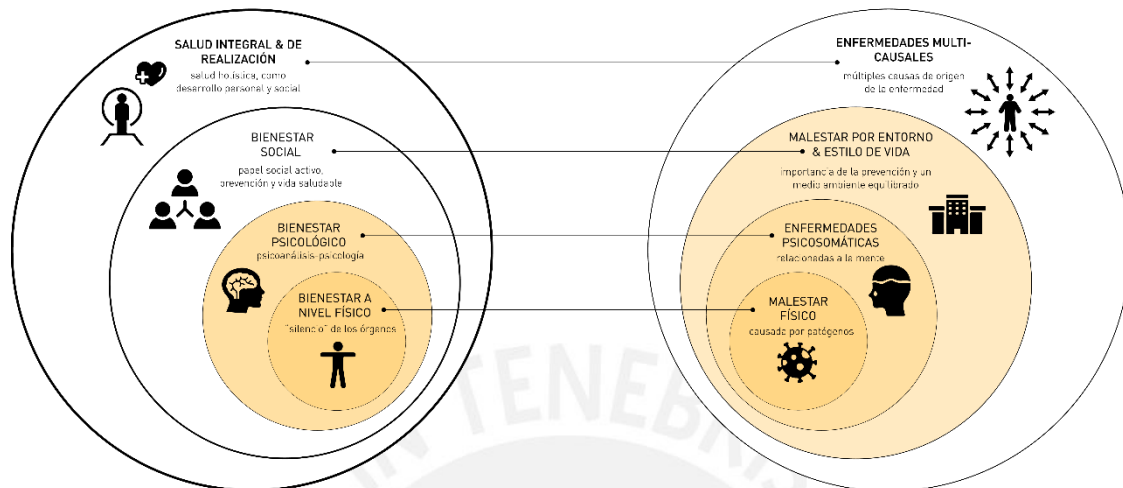 SALUD INTEGRAL & DE
REALIZACIÓN
salud holística, como
desarrollo personal y social
BIENESTAR
SOCIAL
papel social activo,
prevención y vida saludable
BIENESTAR
PSICOLÓGICO
psicoanálisis-psicología
BIENESTAR A
NIVEL FÍSICO
"silencio" de los órganos
ENFERMEDADES MULTI-
CAUSALES
múltiples causas de origen
de la enfermedad
MALESTAR POR ENTORNO
& ESTILO DE VIDA
importancia de la prevención y un
medio ambiente equilibrado
ENFERMEDADES
PSICOSOMÁTICAS
relacionadas a la mente
MALESTAR
FÍSICO
causada por patógenos
IN TENEBRIS